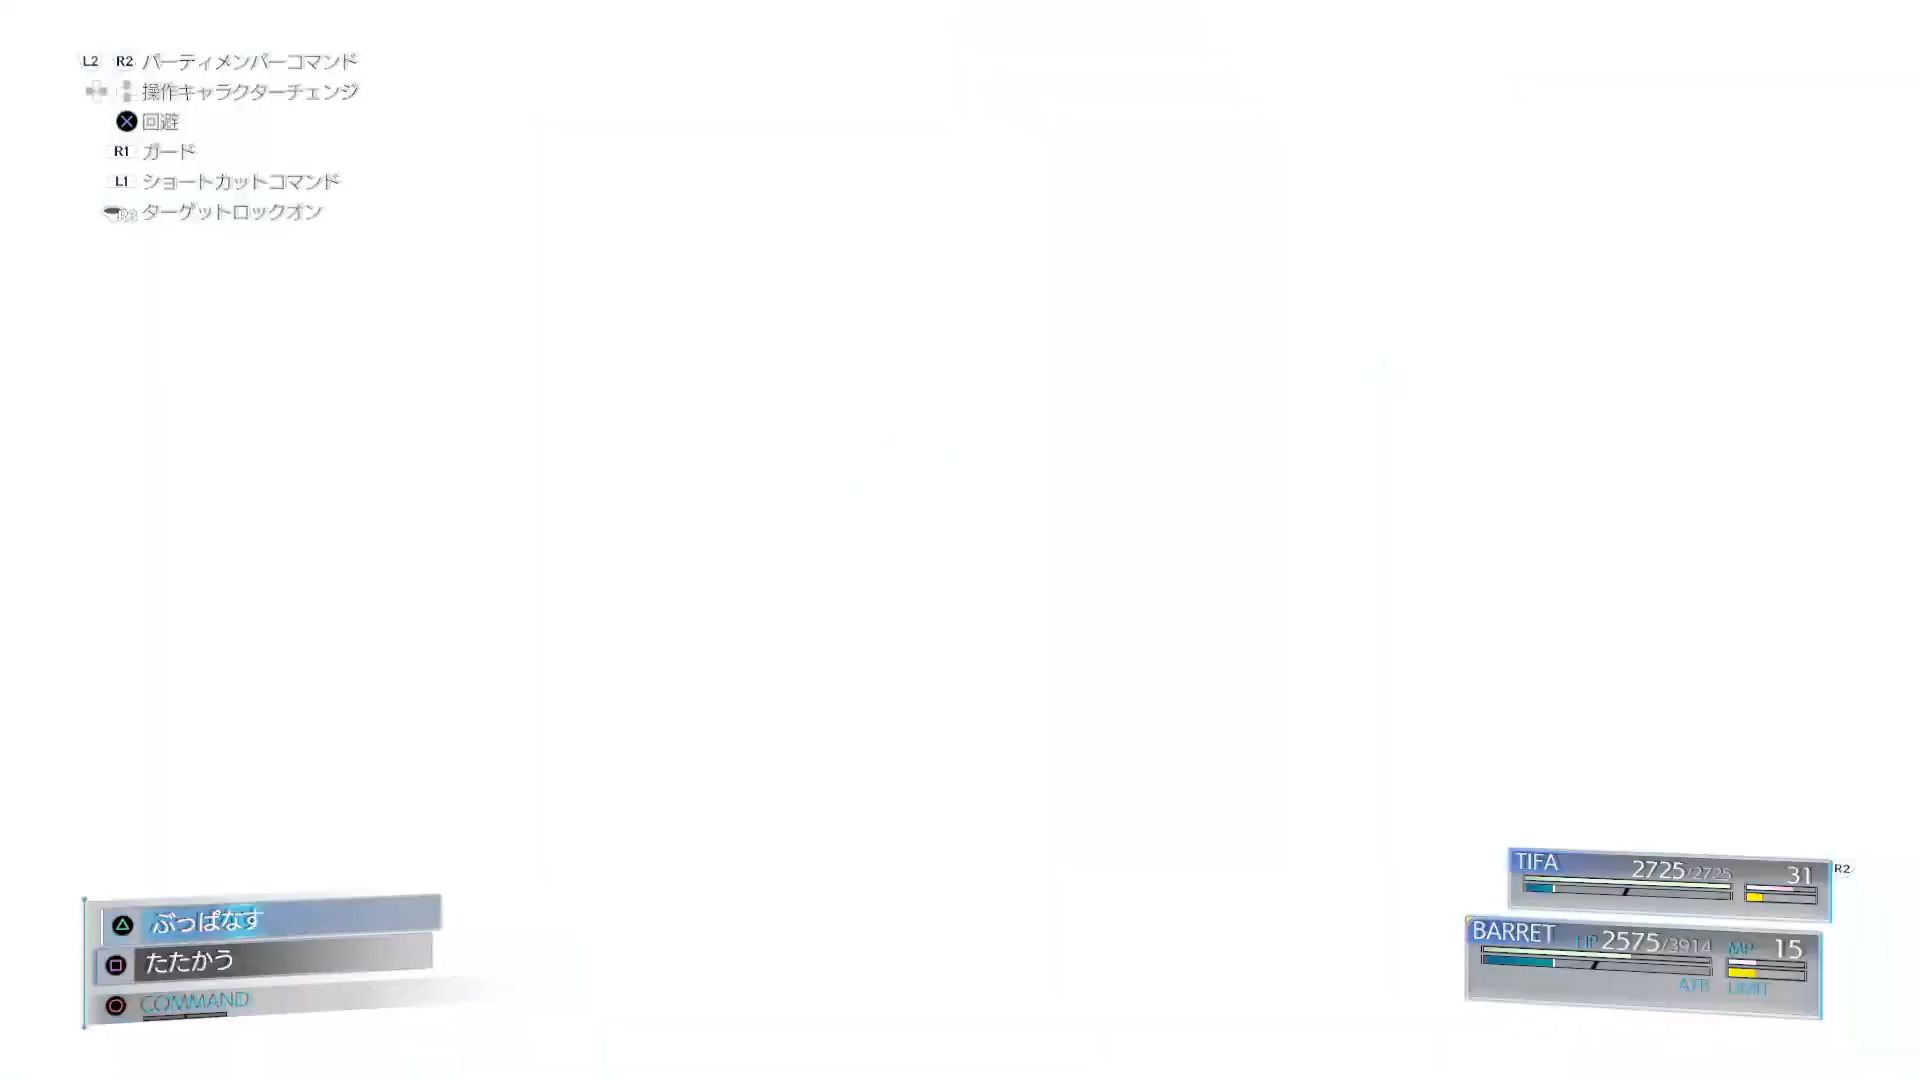 L2 R2 パーティメンバーコマンド
操作キャラクターチェンジ
回避
R1 ガード
L1 ショートカットコマンド
R3 ターゲットロックオン
TIFA 2725/2725 31 R2
ぶっぱなす
BARRET HP 2575/3914 MP 15
たたかう
ATB LIMIT
COMMAND